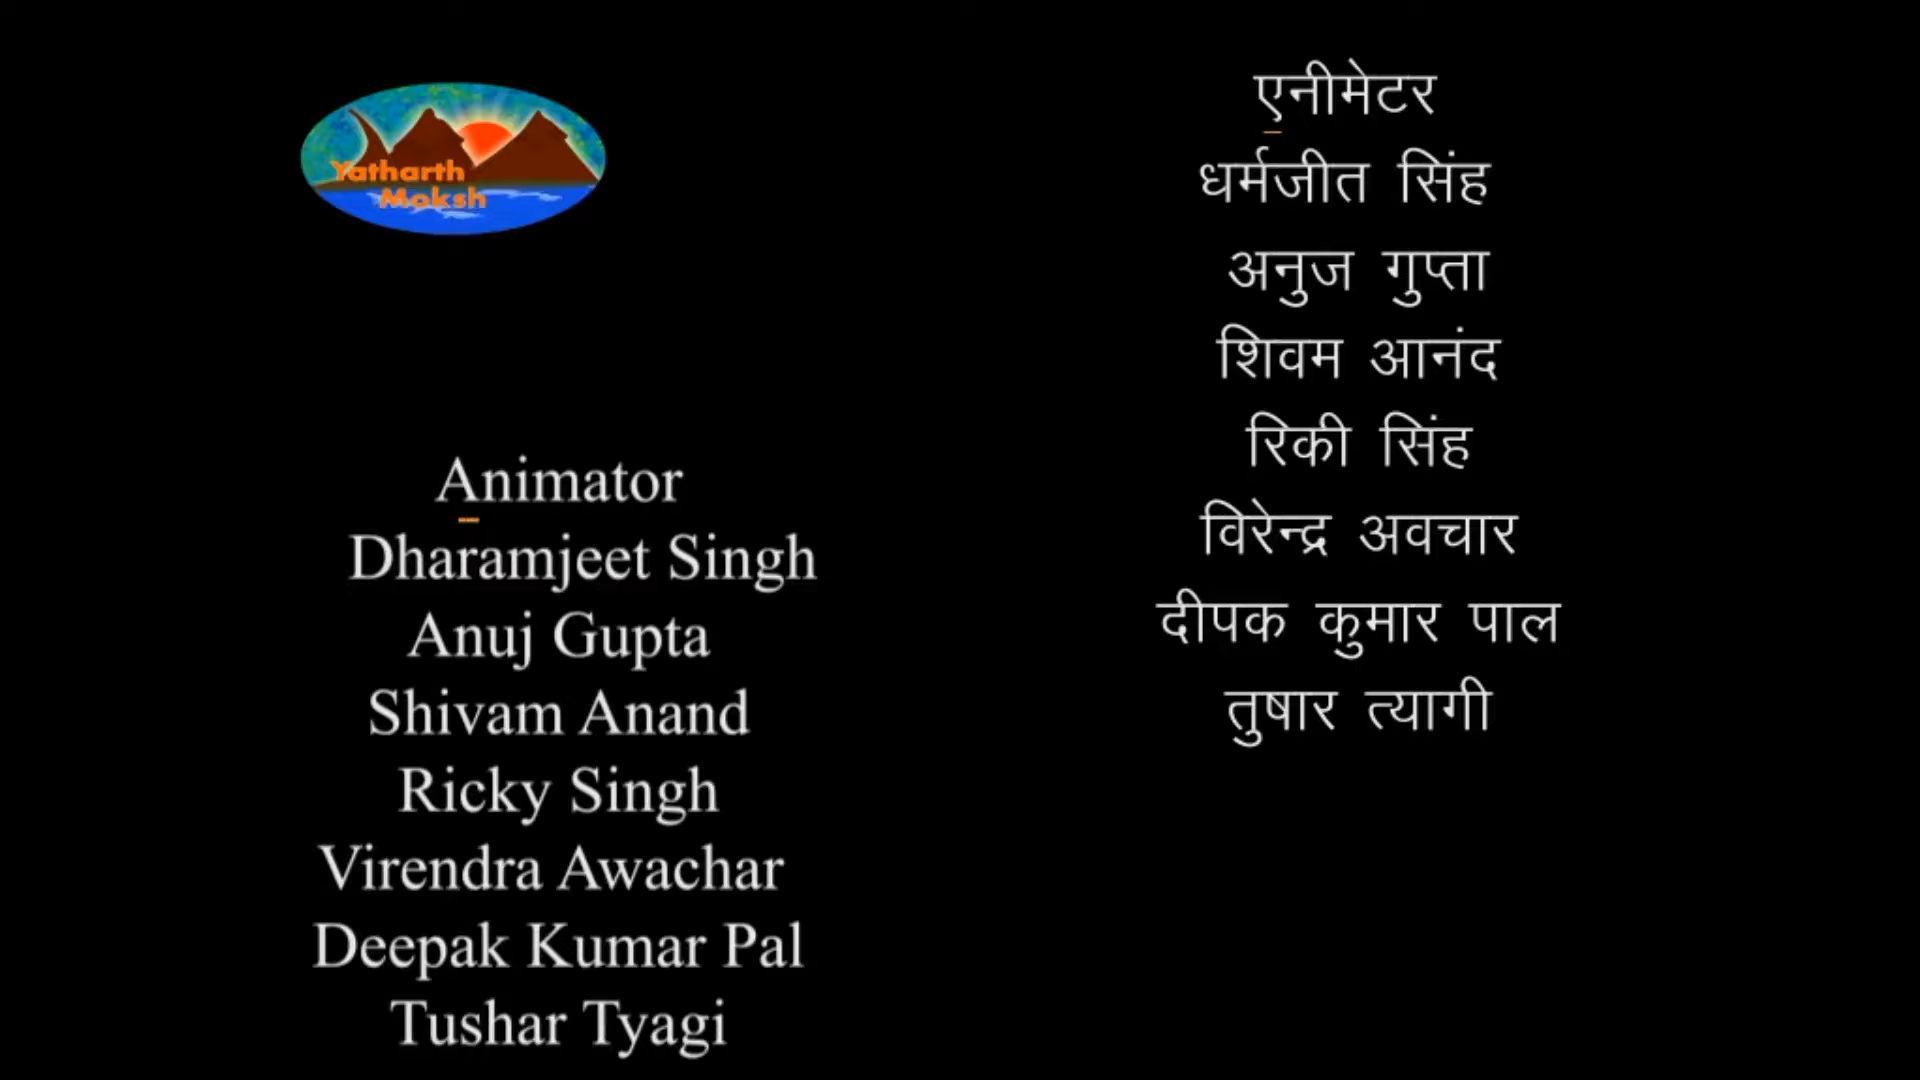 Yatharth
Moksh
Animator
Dharamjeet Singh
Anuj Gupta
Shivam Anand
Ricky Singh
Virendra Awachar
Deepak Kumar Pal
Tushar Tyagi
एनीमेटर
धर्मजीत सिंह
अनुज गुप्ता
शिवम आनंद
रिकी सिंह
विरेन्द्र अवचार
दीपक कुमार पाल
तुषार त्यागी